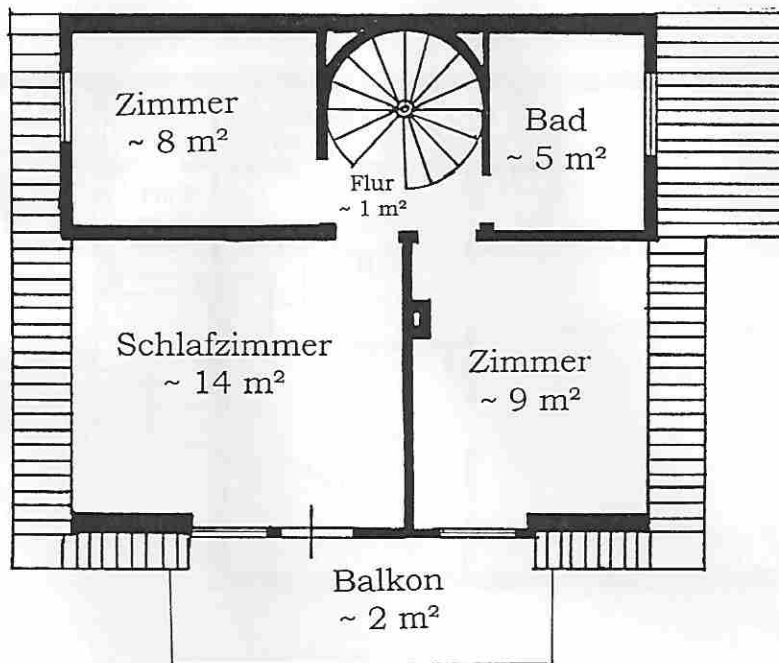 Zimmer
~ 8 m²
Bad
~ 5 m²
Flur
~ 1 m²
Schlafzimmer
~ 14 m²
Zimmer
~ 9 m²
Balkon
~ 2 m²